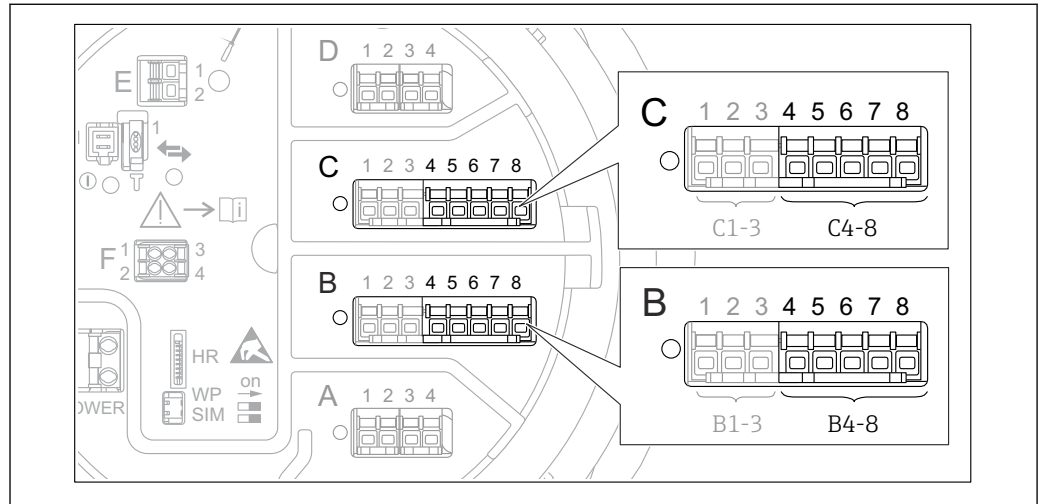 D 1 2 3 4
E 1
2
1
C 1 2 3 4 5 6 7 8
C 1 2 3 4 5 6 7 8
C1-3 C4-8
i
F 1 3
2 4
B 1 2 3 4 5 6 7 8
B 1 2 3 4 5 6 7 8
B1-3 B4-8
HR
WP on
SIM
OWER
A 1 2 3 4